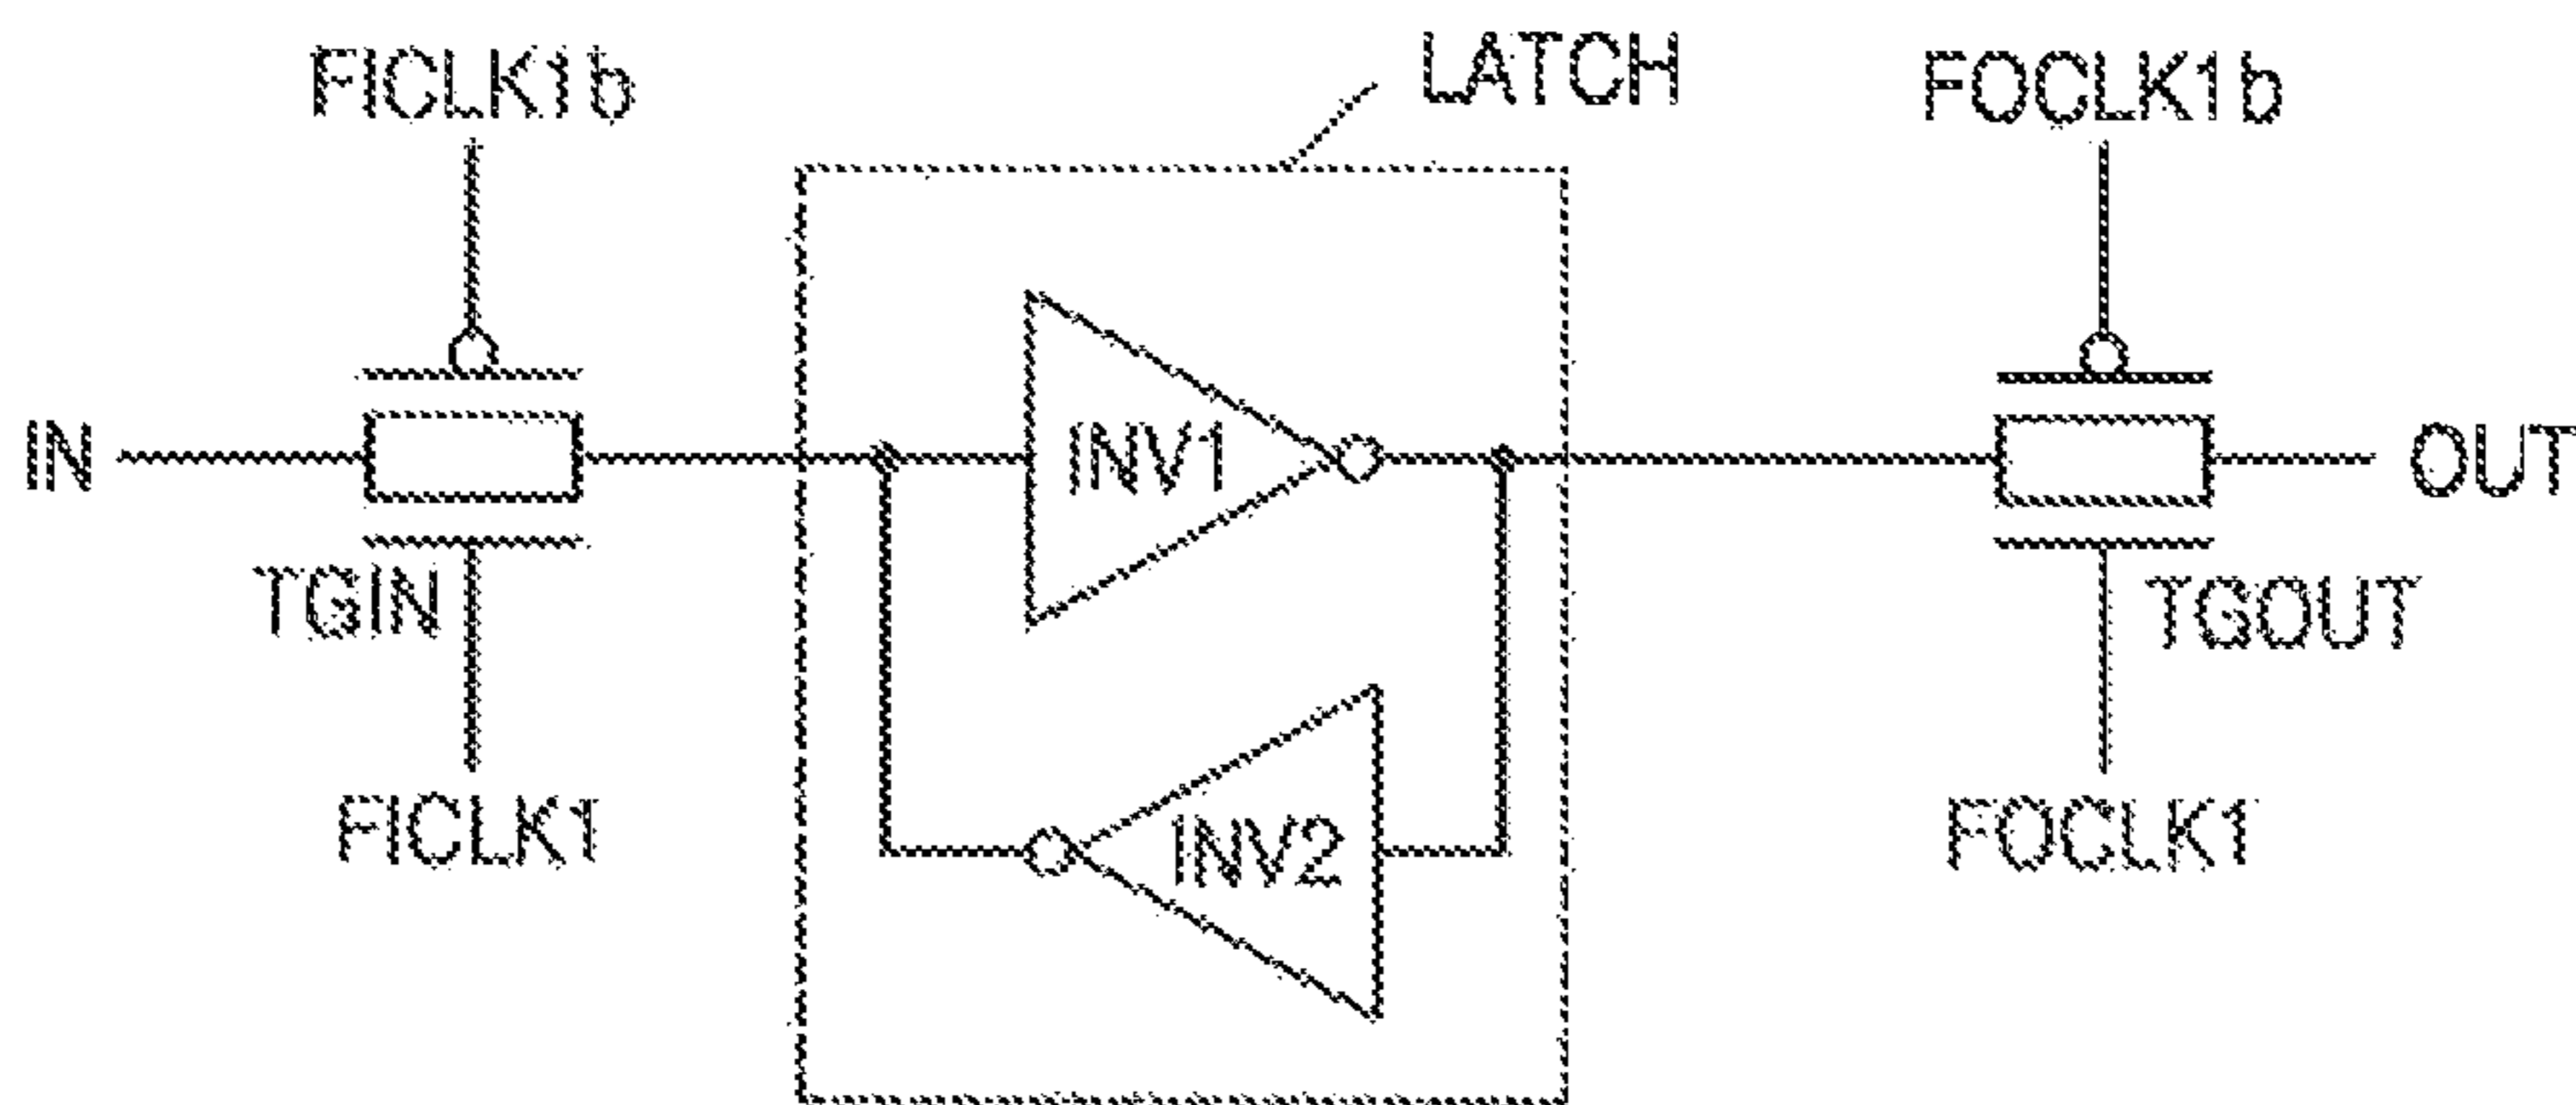 LATCH
FICLK1b
FOCLK1b
IN
INV1
OUT
TGIN
TGOUT
FICLK1
INV2
FOCLK1